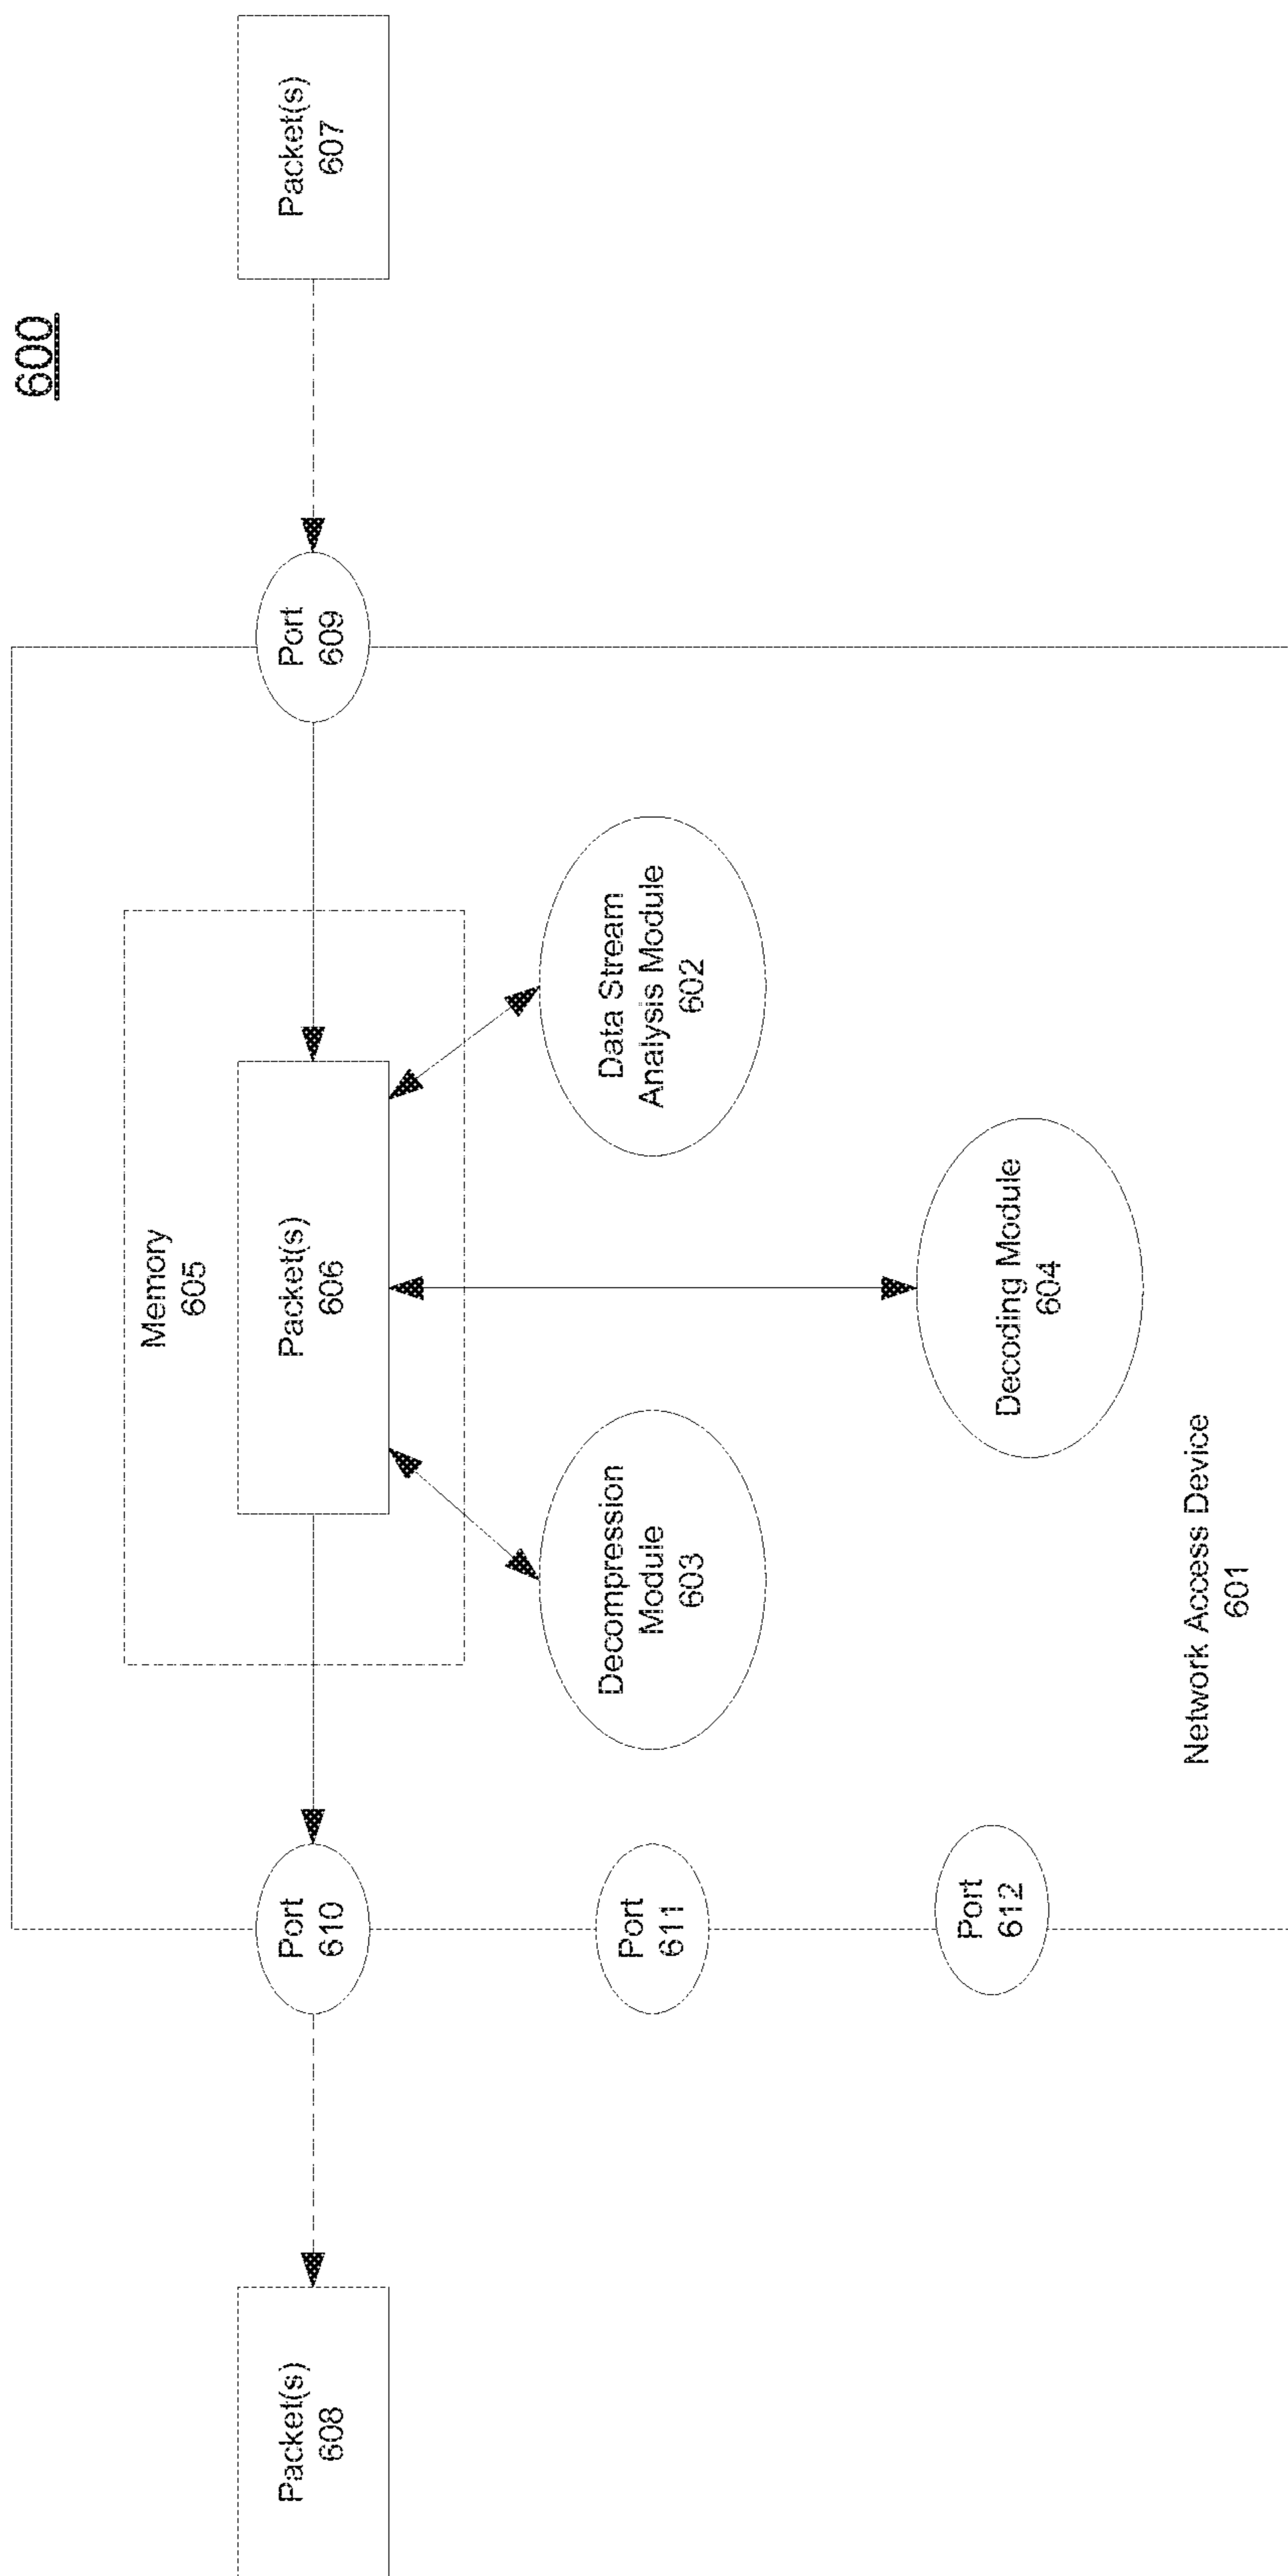 600
Packet(s)
608
Port
610
Memory
605
Packet(s)
606
Port
609
Packet(s)
607
Port
611
Decompression
Module
603
Data Stream
Analysis Module
602
Port
612
Decoding Module
604
Network Access Device
601